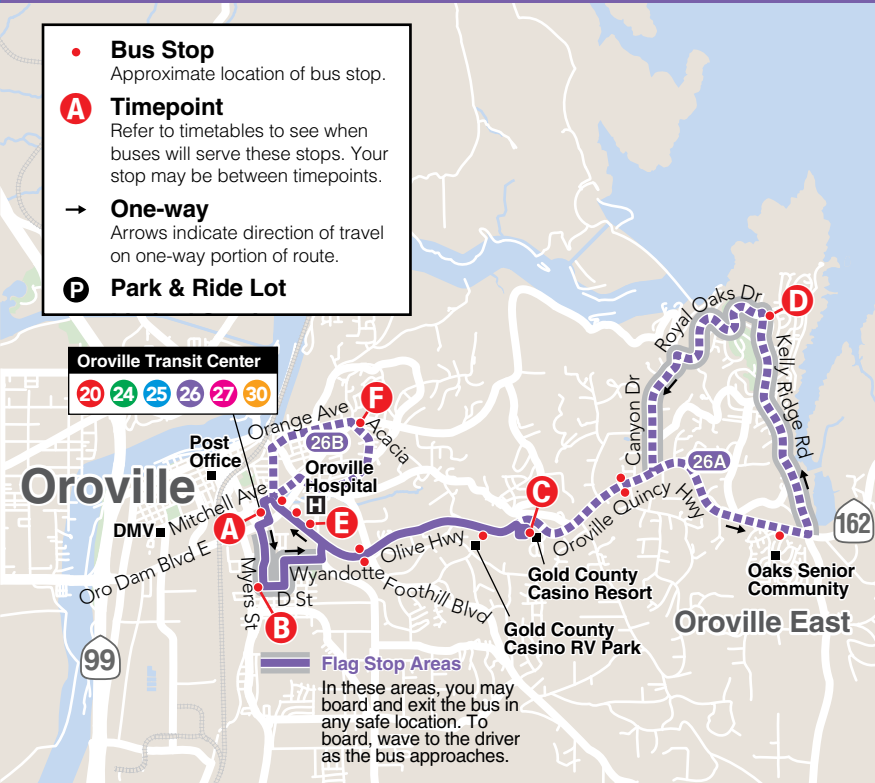 Bus Stop
Approximate location of bus stop.
A
Timepoint
Refer to timetables to see when
buses will serve these stops. Your
stop may be between timepoints.
One-way
Arrows indicate direction of travel
on one-way portion of route.
P
Park & Ride Lot
Oroville Transit Center
20 24 25 26 27 30
Royal Oaks Dr
D
Kelly Ridge Rd
Canyon Dr
F
Orange Ave
Acacia
26B
Post
Office
Oroville
Hospital
H
26A
Oroville
Mitchell Ave
A
E
C
DMV
Oro Dam Blvd E
Oroville Quincy Hwy
162
Olive Hwy
Myers St
Wyandotte
D St
Foothill Blvd
B
Gold County
Casino Resort
Oaks Senior
Community
Gold County
Casino RV Park
Oroville East
99
Flag Stop Areas
In these areas, you may
board and exit the bus in
any safe location. To
board, wave to the driver
as the bus approaches.